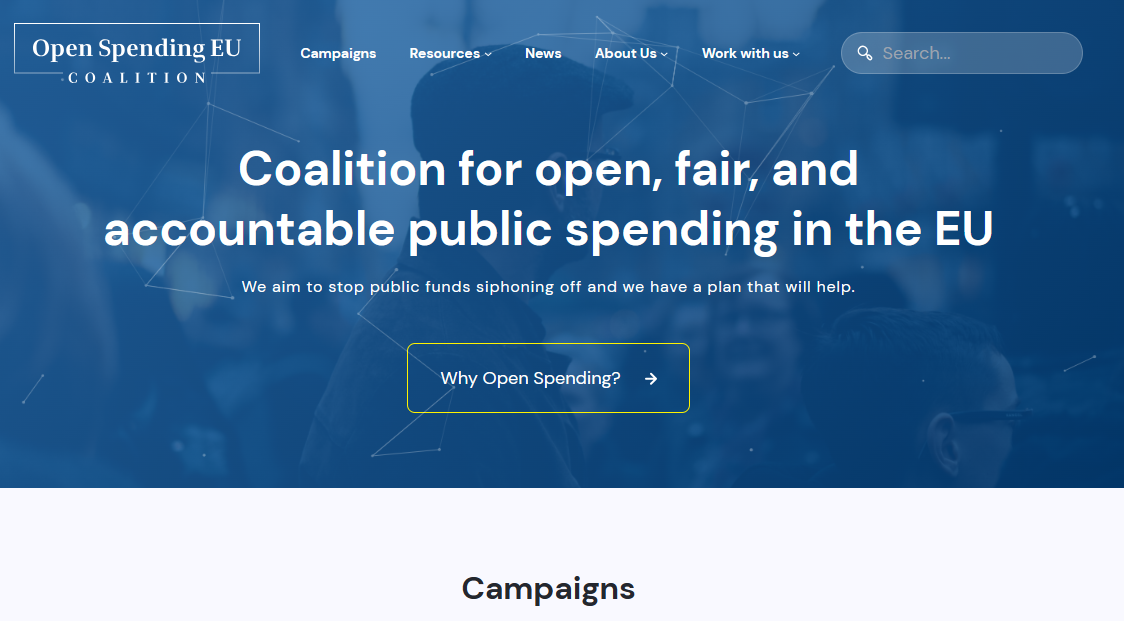 Open Spending EU
COALITION
Campaigns
Resources
News
About Us
Work with us
Search...
Coalition for open, fair, and
accountable public spending in the EU
We aim to stop public funds siphoning off and we have a plan that will help.
Why Open Spending?
Campaigns